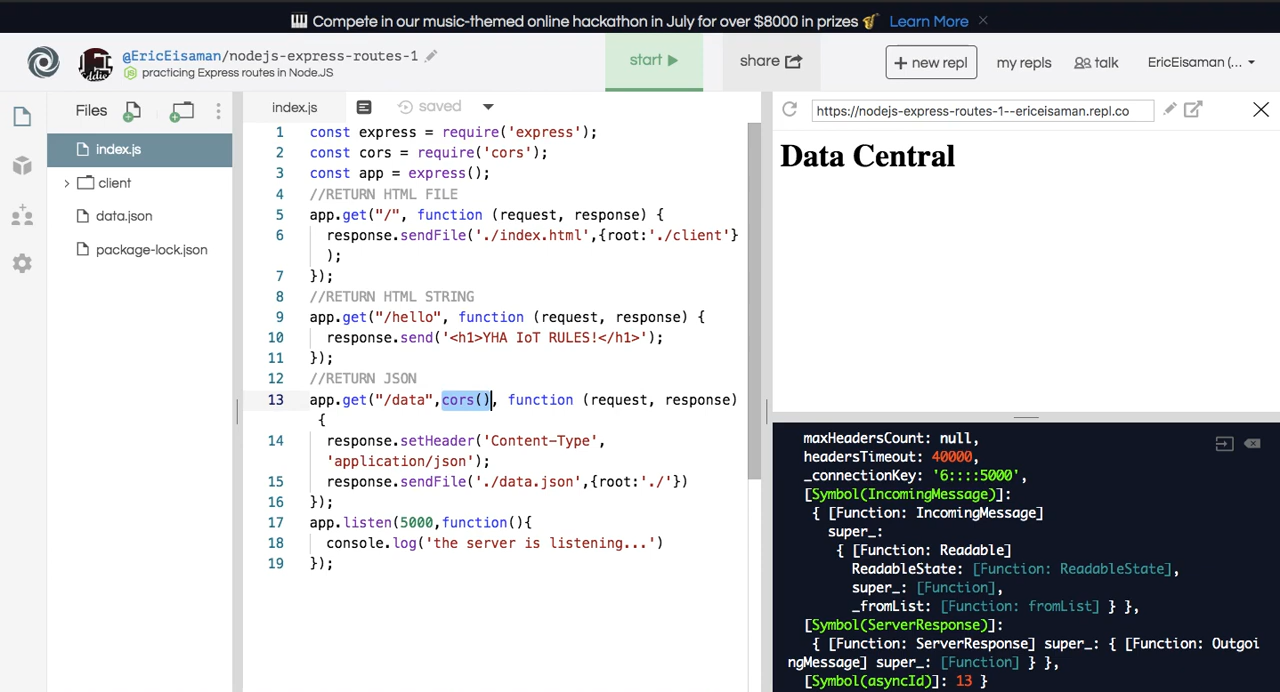 🎹 Compete in our music-themed online hackathon in July for over $8000 in prizes 🎷 Learn More ×
@EricEisaman/nodejs-express-routes-1
practicing Express routes in Node.JS
start ▶
share
+ new repl
my repls
talk
EricEisaman (...
Files
index.js
client
data.json
package-lock.json
index.js
saved
1 const express = require('express');
2 const cors = require('cors');
3 const app = express();
4 //RETURN HTML FILE
5 app.get("/", function (request, response) {
6 response.sendFile('./index.html',{root:'./client'}
);
7 });
8 //RETURN HTML STRING
9 app.get("/hello", function (request, response) {
10 response.send('<h1>YHA IoT RULES!</h1>');
11 });
12 //RETURN JSON
13 app.get("/data",cors(), function (request, response)
{
14 response.setHeader('Content-Type',
'application/json');
15 response.sendFile('./data.json',{root:'./'})
16 });
17 app.listen(5000,function(){
18 console.log('the server is listening...')
19 });
https://nodejs-express-routes-1--ericeisaman.repl.co
Data Central
maxHeadersCount: null,
headersTimeout: 40000,
_connectionKey: '6::::5000',
[Symbol(IncomingMessage)]:
{ [Function: IncomingMessage]
super_:
{ [Function: Readable]
ReadableState: [Function: ReadableState],
super_: [Function],
_fromList: [Function: fromList] } },
[Symbol(ServerResponse)]:
{ [Function: ServerResponse] super_: { [Function: Outgoi
ngMessage] super_: [Function] } },
[Symbol(asyncId)]: 13 }